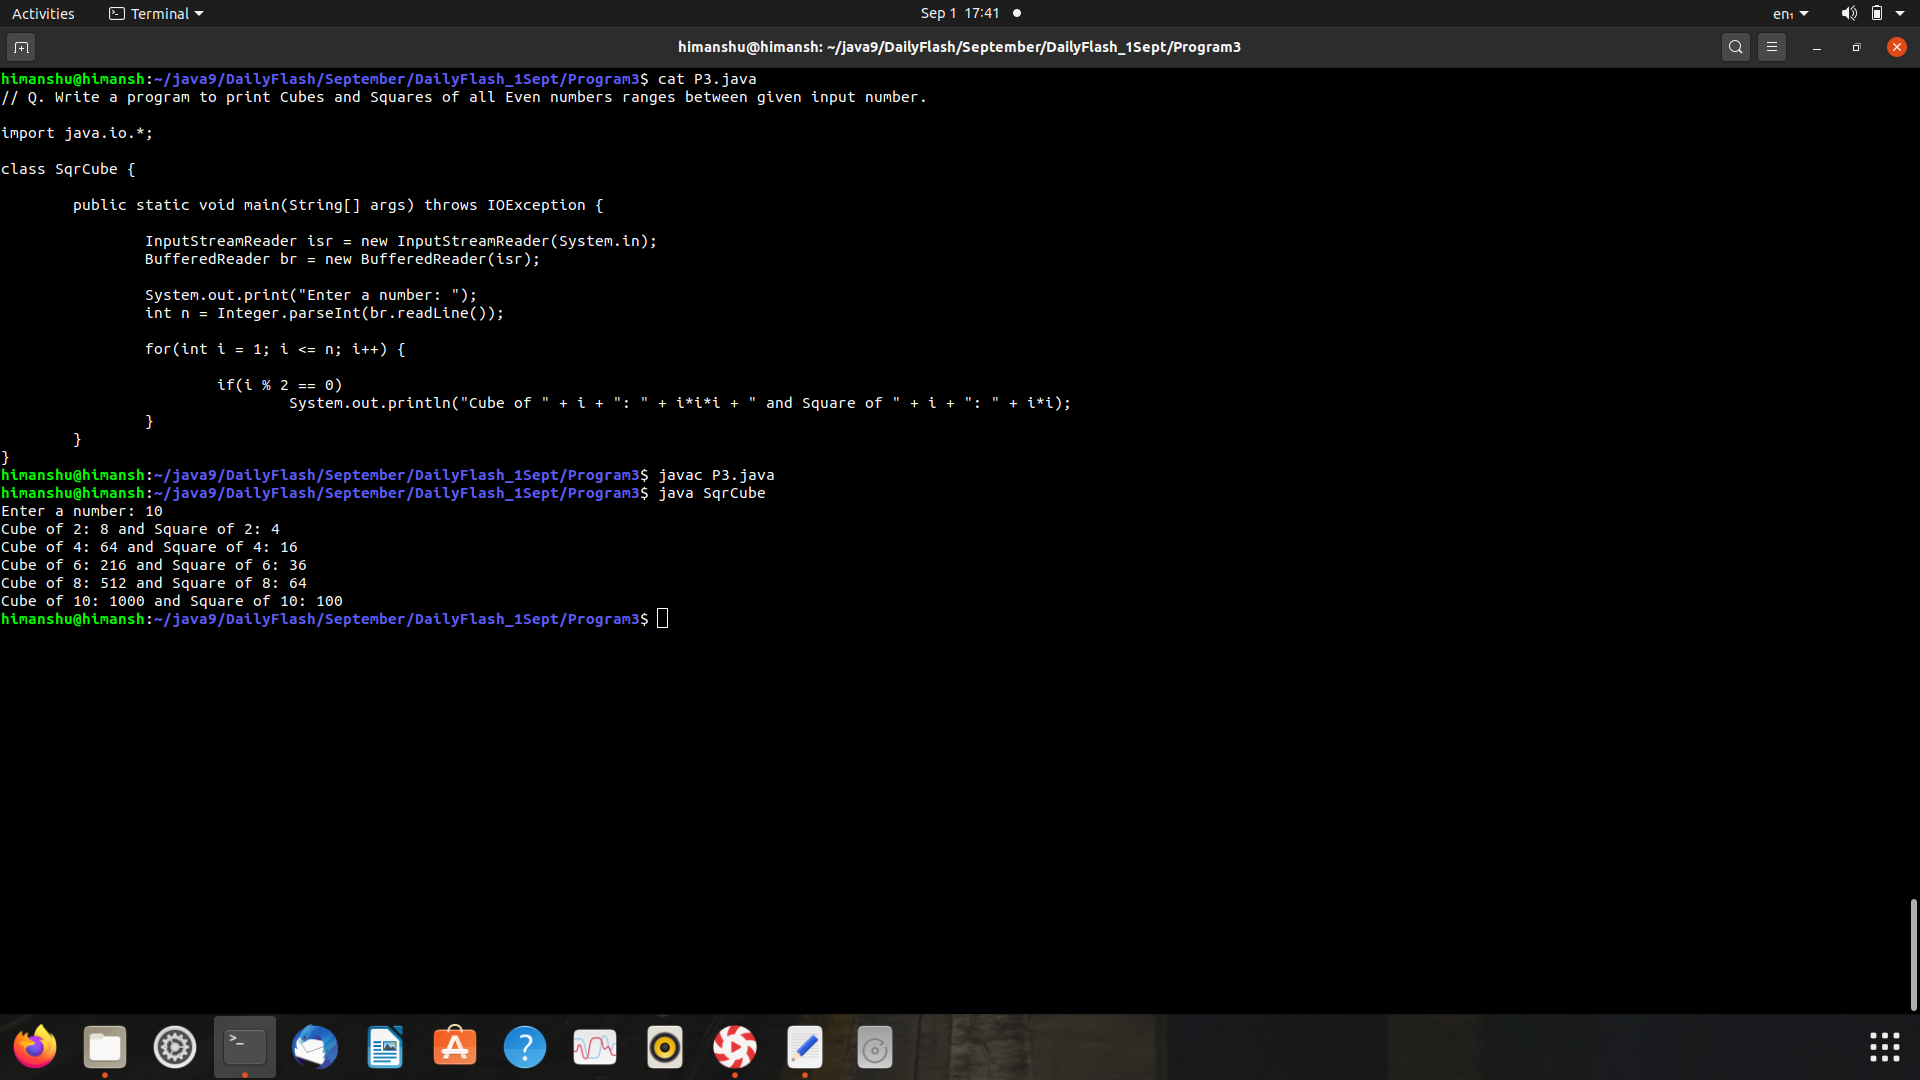 Activities
Terminal
Sep 1 17:41
en₁
himanshu@himansh: ~/java9/DailyFlash/September/DailyFlash_1Sept/Program3
himanshu@himansh:~/java9/DailyFlash/September/DailyFlash_1Sept/Program3$ cat P3.java
// Q. Write a program to print Cubes and Squares of all Even numbers ranges between given input number.
import java.io.*;
class SqrCube {
public static void main(String[] args) throws IOException {
InputStreamReader isr = new InputStreamReader(System.in);
BufferedReader br = new BufferedReader(isr);
System.out.print("Enter a number: ");
int n = Integer.parseInt(br.readLine());
for(int i = 1; i <= n; i++) {
if(i % 2 == 0)
System.out.println("Cube of " + i + ": " + i*i*i + " and Square of " + i + ": " + i*i);
}
}
}
himanshu@himansh:~/java9/DailyFlash/September/DailyFlash_1Sept/Program3$ javac P3.java
himanshu@himansh:~/java9/DailyFlash/September/DailyFlash_1Sept/Program3$ java SqrCube
Enter a number: 10
Cube of 2: 8 and Square of 2: 4
Cube of 4: 64 and Square of 4: 16
Cube of 6: 216 and Square of 6: 36
Cube of 8: 512 and Square of 8: 64
Cube of 10: 1000 and Square of 10: 100
himanshu@himansh:~/java9/DailyFlash/September/DailyFlash_1Sept/Program3$